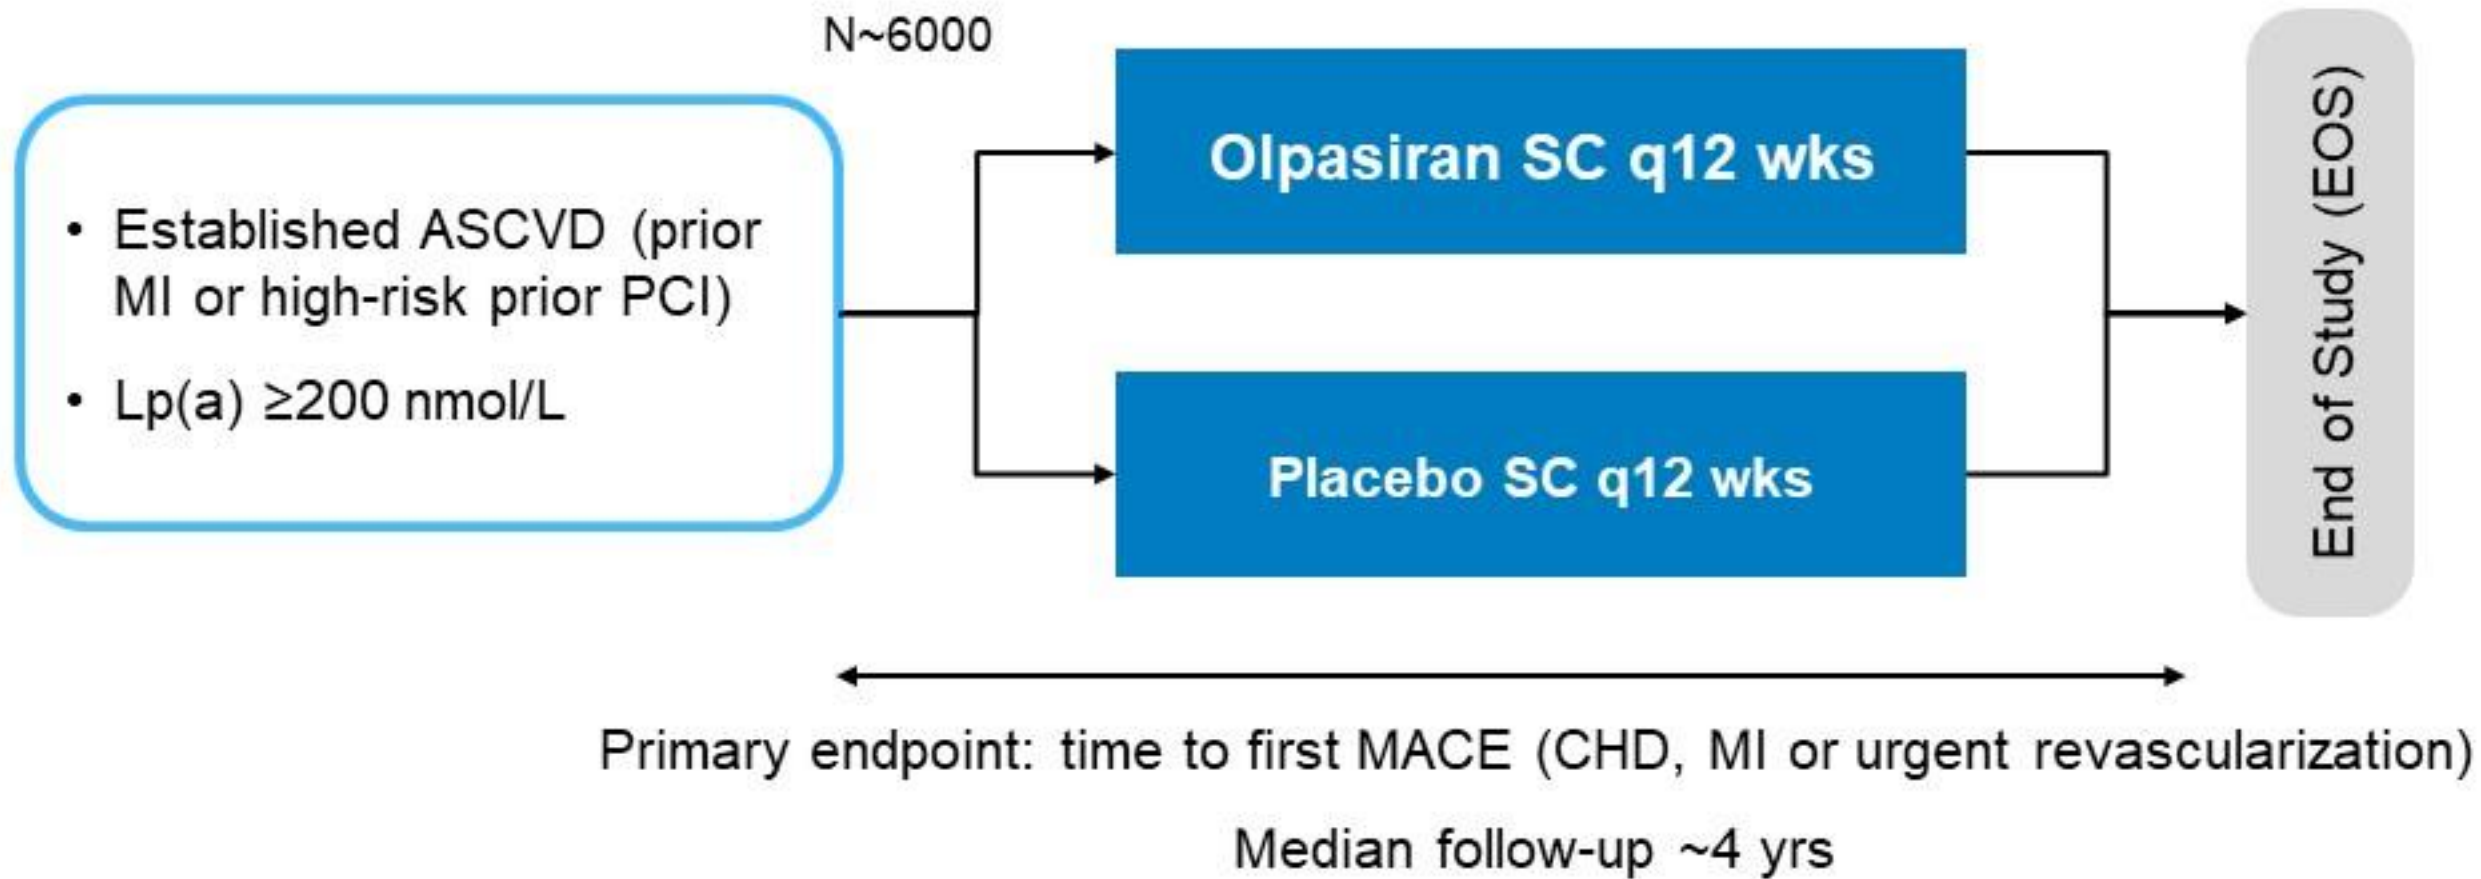 N~6000
• Established ASCVD (prior
MI or high-risk prior PCI)
• Lp(a) ≥200 nmol/L
Olpasiran SC q12 wks
Placebo SC q12 wks
End of Study (EOS)
Primary endpoint: time to first MACE (CHD, MI or urgent revascularization)
Median follow-up ~4 yrs